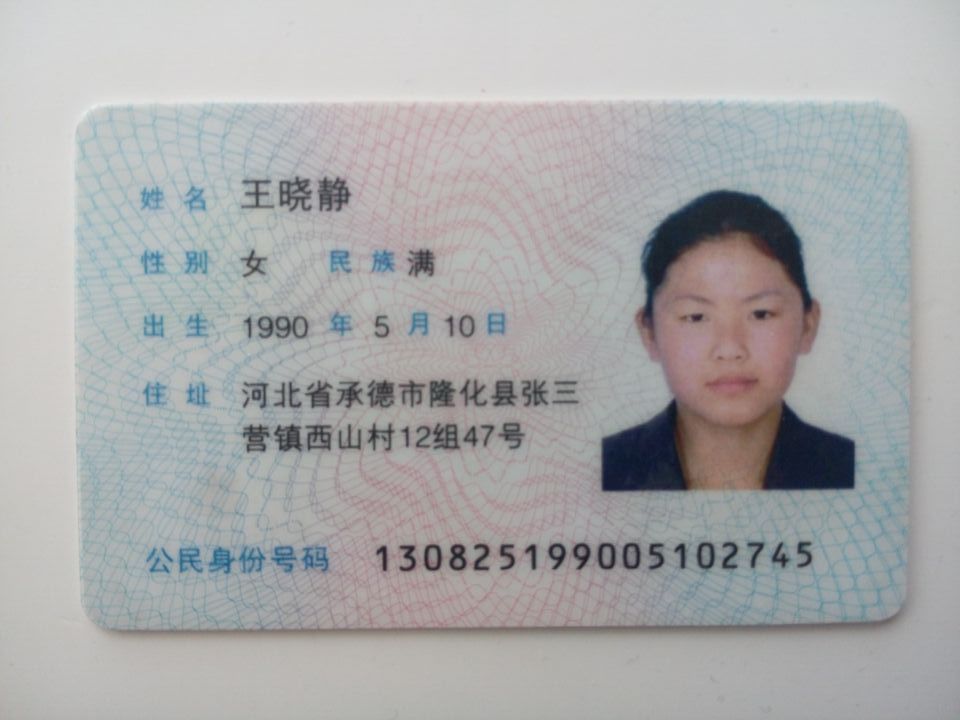 姓名 王晓静
性别 女 民族 满
出生 1990 年 5 月 10 日
住址 河北省承德市隆化县张三
营镇西山村12组47号
公民身份号码 130825199005102745